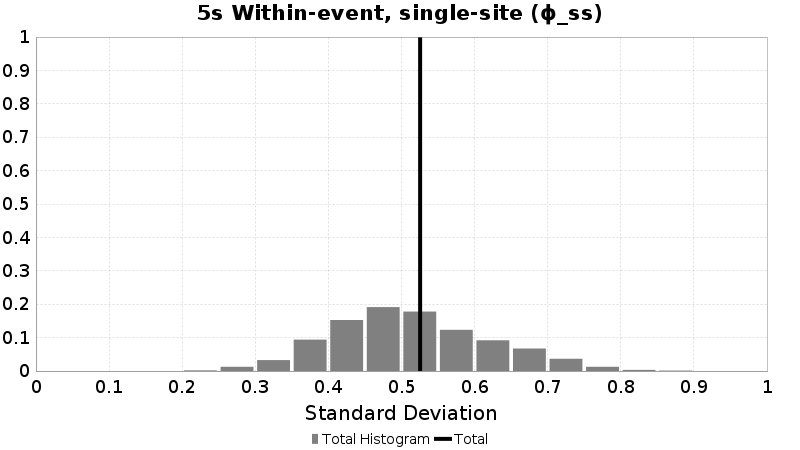 5s Within-event, single-site (ϕ_ss)
1
0.9
0.8
0.7
0.6
0.5
0.4
0.3
0.2
0.1
0
0 0.1 0.2 0.3 0.4 0.5 0.6 0.7 0.8 0.9 1
Standard Deviation
Total Histogram Total